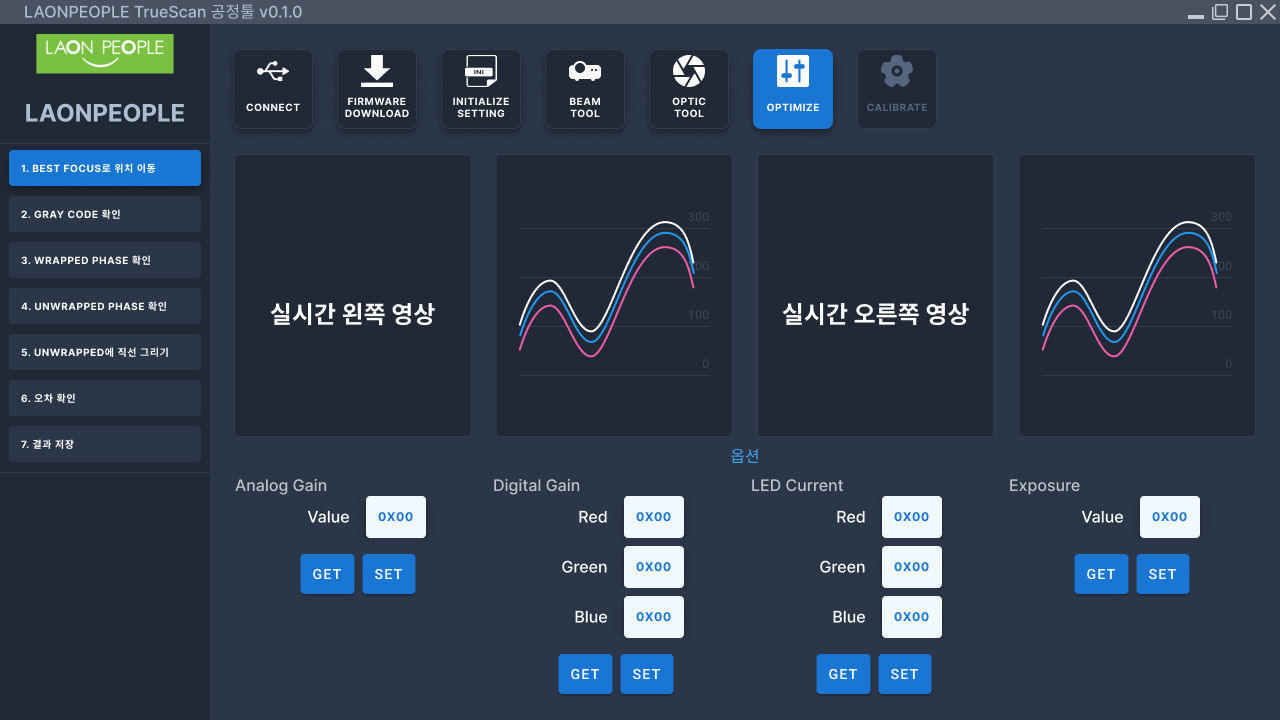 LAONPEOPLE TrueScan 공정툴 v0.1.0
LAON PEOPLE
LAONPEOPLE
1. BEST FOCUS로 위치 이동
2. GRAY CODE 확인
3. WRAPPED PHASE 확인
4. UNWRAPPED PHASE 확인
5. UNWRAPPED에 직선 그리기
6. 오차 확인
7. 결과 저장
CONNECT
FIRMWARE
DOWNLOAD
INI
INITIALIZE
SETTING
BEAM
TOOL
OPTIC
TOOL
OPTIMIZE
CALIBRATE
실시간 왼쪽 영상
300
100
0
실시간 오른쪽 영상
300
100
0
옵션
Analog Gain
Value 0X00
GET SET
Digital Gain
Red 0X00
Green 0X00
Blue 0X00
GET SET
LED Current
Red 0X00
Green 0X00
Blue 0X00
GET SET
Exposure
Value 0X00
GET SET